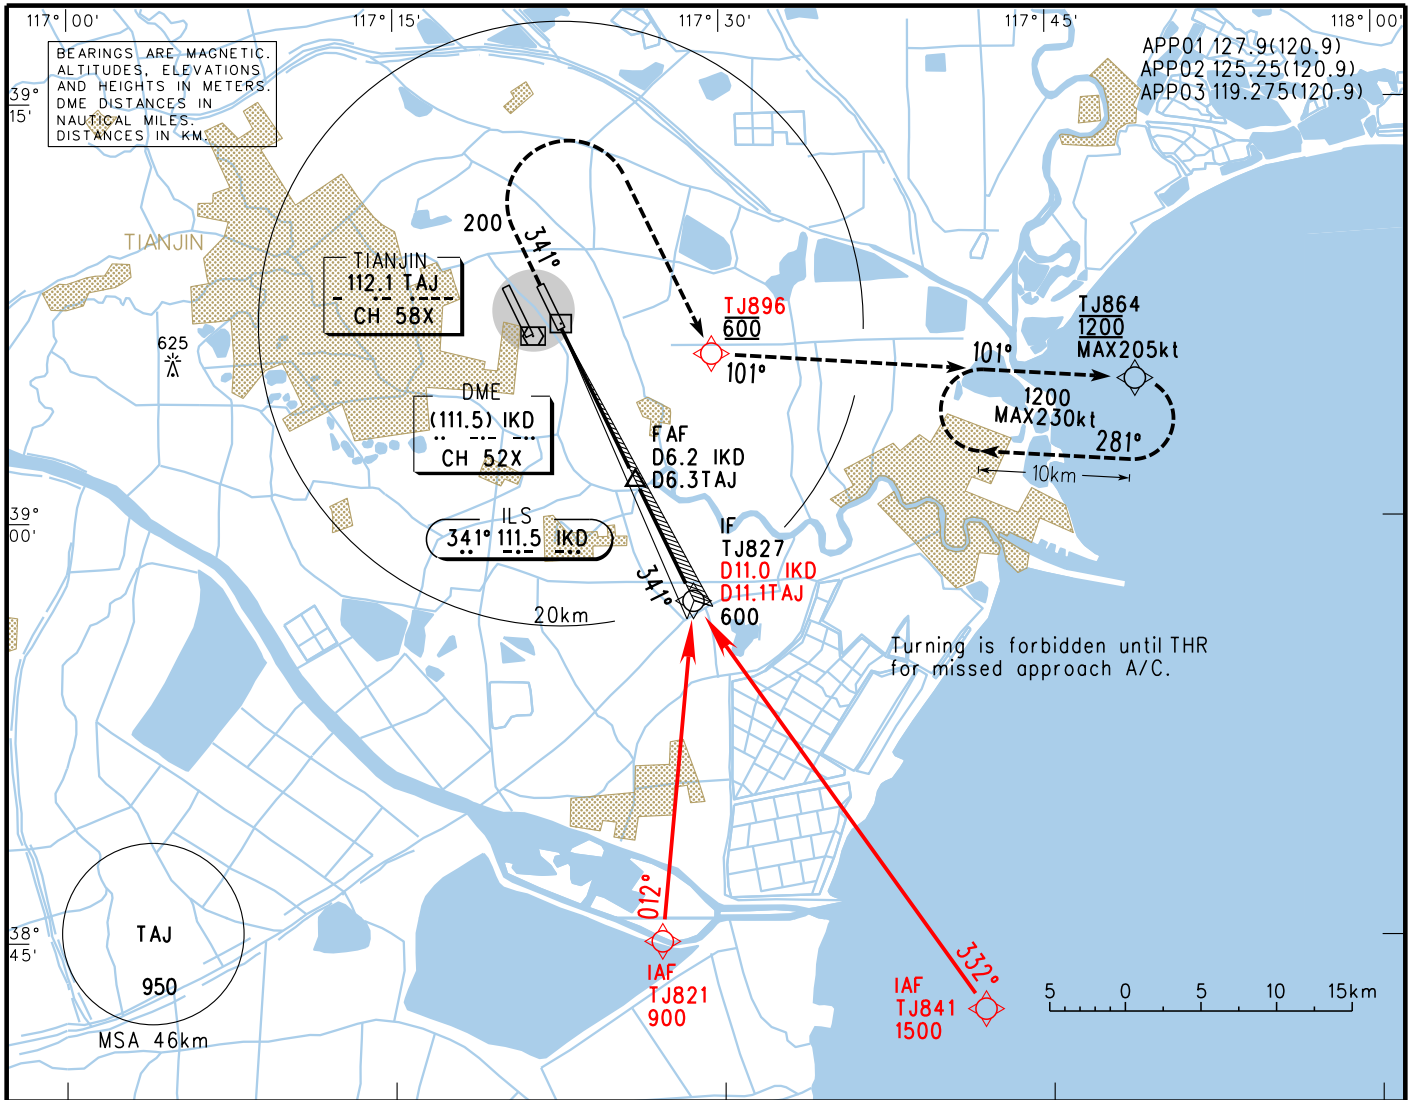 117° 00'
117° 15'
117° 30'
117° 45'
118° 00'
BEARINGS ARE MAGNETIC.
ALTITUDES, ELEVATIONS
AND HEIGHTS IN METERS.
DME DISTANCES IN
NAUTICAL MILES.
DISTANCES IN KM.
APP01 127.9(120.9)
APP02 125.25(120.9)
APP03 119.275(120.9)
39°
15'
TIANJIN
200
341°
TIANJIN
112.1 TAJ
CH 58X
625
TJ896
600
101°
TJ864
1200
MAX205kt
101°
1200
MAX230kt
281°
10km
DME
(111.5) IKD
CH 52X
FAF
D6.2 IKD
D6.3TAJ
39°
00'
ILS
341° 111.5 IKD
IF
TJ827
D11.0 IKD
D11.1TAJ
600
341°
20km
Turning is forbidden until THR
for missed approach A/C.
012°
332°
38°
45'
TAJ
950
MSA 46km
IAF
TJ821
900
IAF
TJ841
1500
5 0 5 10 15km